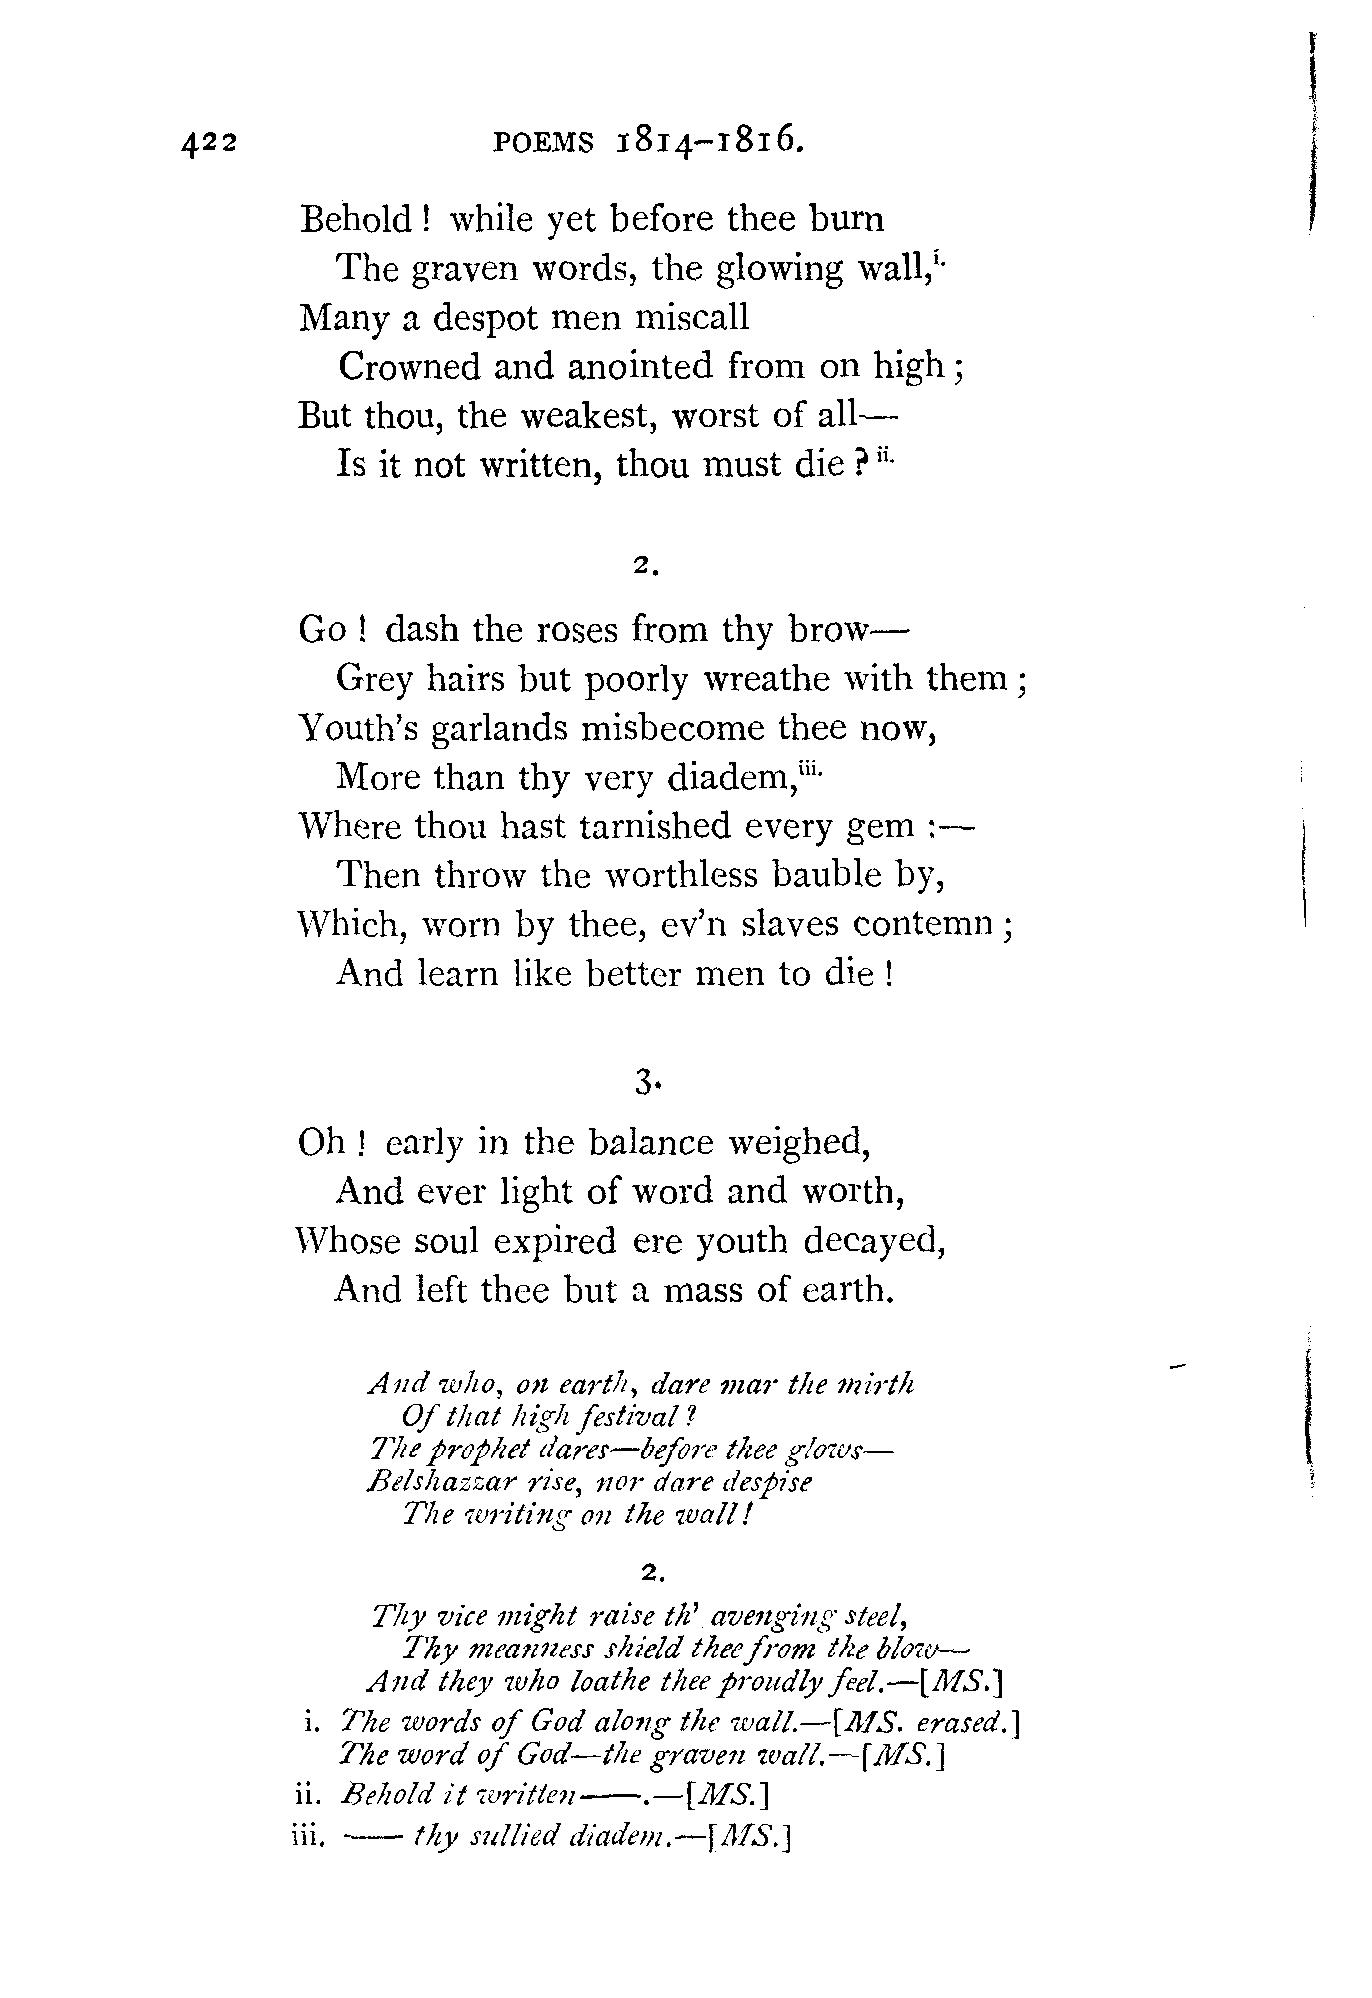 422 POEMS 1814–1816.
Behold ! while yet before thee burn
The graven words, the glowing wall,i.
Many a despot men miscall
Crowned and anointed from on high ;
But thou, the weakest, worst of all—
Is it not written, thou must die ? ii.
2.
Go ! dash the roses from thy brow—
Grey hairs but poorly wreathe with them ;
Youth's garlands misbecome thee now,
More than thy very diadem,iii.
Where thou hast tarnished every gem :—
Then throw the worthless bauble by,
Which, worn by thee, ev'n slaves contemn ;
And learn like better men to die !
3.
Oh ! early in the balance weighed,
And ever light of word and worth,
Whose soul expired ere youth decayed,
And left thee but a mass of earth.
And who, on earth, dare mar the mirth
Of that high festival ?
The prophet dares—before thee glows—
Belshazzar rise, nor dare despise
The writing on the wall !
2.
Thy vice might raise th' avenging steel,
Thy meanness shield thee from the blow—
And they who loathe thee proudly feel.—[MS.]
i. The words of God along the wall.—[MS. erased.]
The word of God—the graven wall.—[MS.]
ii. Behold it written——.—[MS.]
iii. —— thy sullied diadem.—[MS.]